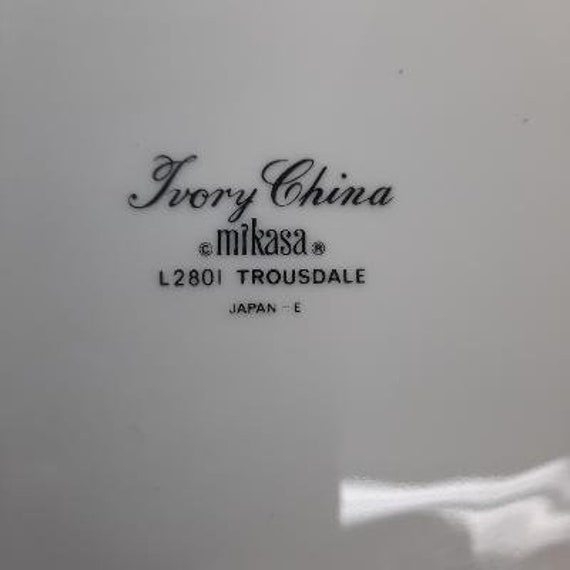 Ivory China
© mikasa ®
L2801 TROUSDALE
JAPAN - E